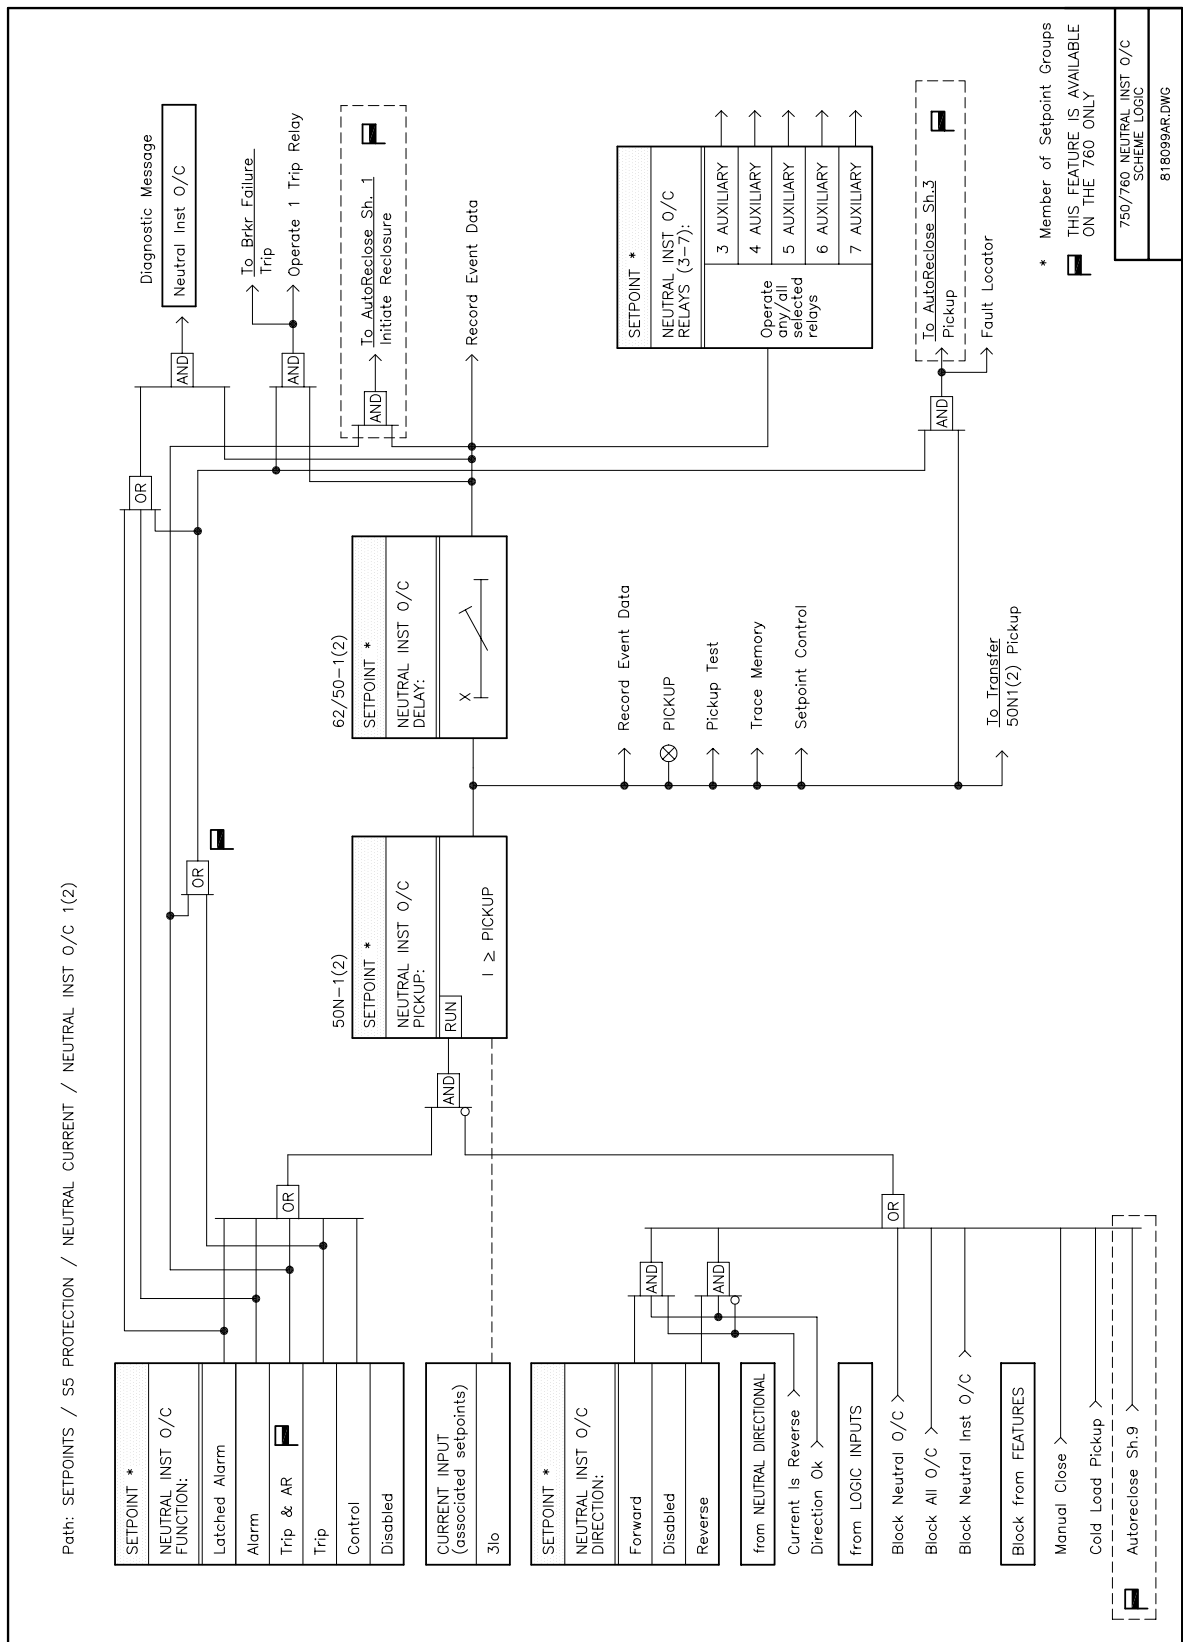 Path: SETPOINTS / S5 PROTECTION / NEUTRAL CURRENT / NEUTRAL INST O/C 1(2)
SETPOINT *
NEUTRAL INST O/C
FUNCTION:
Latched Alarm
Alarm
Trip & AR
Trip
Control
Disabled
CURRENT INPUT
(associated setpoints)
3Io
SETPOINT *
NEUTRAL INST O/C
DIRECTION:
Forward
Disabled
Reverse
from NEUTRAL DIRECTIONAL
Current Is Reverse
Direction Ok
from LOGIC INPUTS
Block Neutral O/C
Block All O/C
Block Neutral Inst O/C
Block from FEATURES
Manual Close
Cold Load Pickup
Autoreclose Sh.9
OR
AND
AND
OR
AND
50N-1(2)
SETPOINT *
NEUTRAL INST O/C
PICKUP:
RUN
I ≥ PICKUP
OR
62/50-1(2)
SETPOINT *
NEUTRAL INST O/C
DELAY:
X
Record Event Data
PICKUP
Pickup Test
Trace Memory
Setpoint Control
To Transfer
50N1(2) Pickup
OR
AND
AND
AND
AND
Diagnostic Message
Neutral Inst O/C
To Brkr Failure
Trip
Operate 1 Trip Relay
To AutoReclose Sh. 1
Initiate Reclosure
Record Event Data
SETPOINT *
NEUTRAL INST O/C
RELAYS (3-7):
Operate
any/all
selected
relays
3 AUXILIARY
4 AUXILIARY
5 AUXILIARY
6 AUXILIARY
7 AUXILIARY
To AutoReclose Sh.3
Pickup
Fault Locator
* Member of Setpoint Groups
THIS FEATURE IS AVAILABLE
ON THE 760 ONLY
750/760 NEUTRAL INST O/C
SCHEME LOGIC
818099AR.DWG